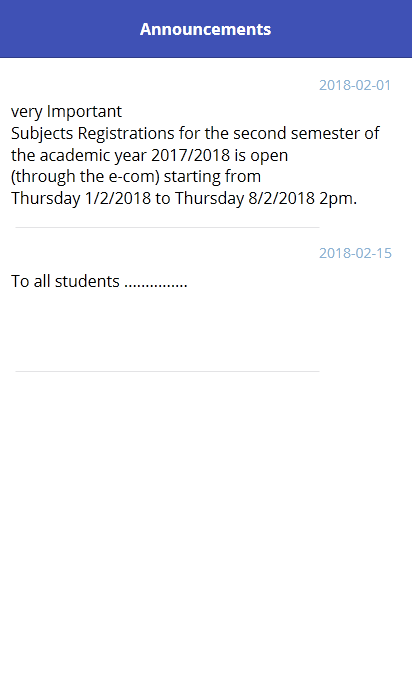 Announcements
2018-02-01
very Important
Subjects Registrations for the second semester of
the academic year 2017/2018 is open
(through the e-com) starting from
Thursday 1/2/2018 to Thursday 8/2/2018 2pm.
2018-02-15
To all students ...............